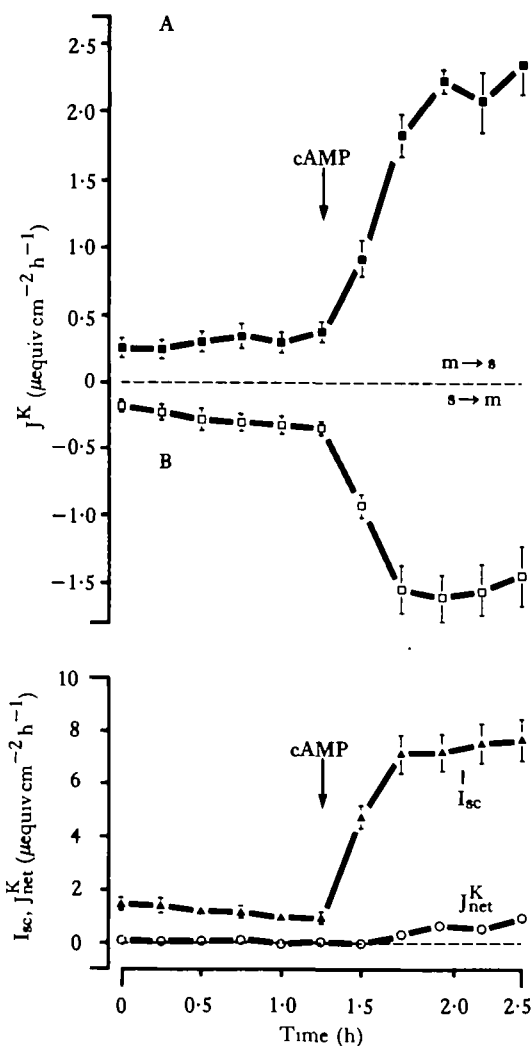 A
2·5
2·0
1·5
1·0
0·5
0
−0·5
−1·0
−1·5
cAMP
m→s
s→m
B
J^K (μequiv cm⁻² h⁻¹)
10
8
6
4
2
0
cAMP
I_sc
J^K_net
I_sc, J^K_net (μequiv cm⁻² h⁻¹)
0 0·5 1·0 1·5 2·0 2·5
Time (h)